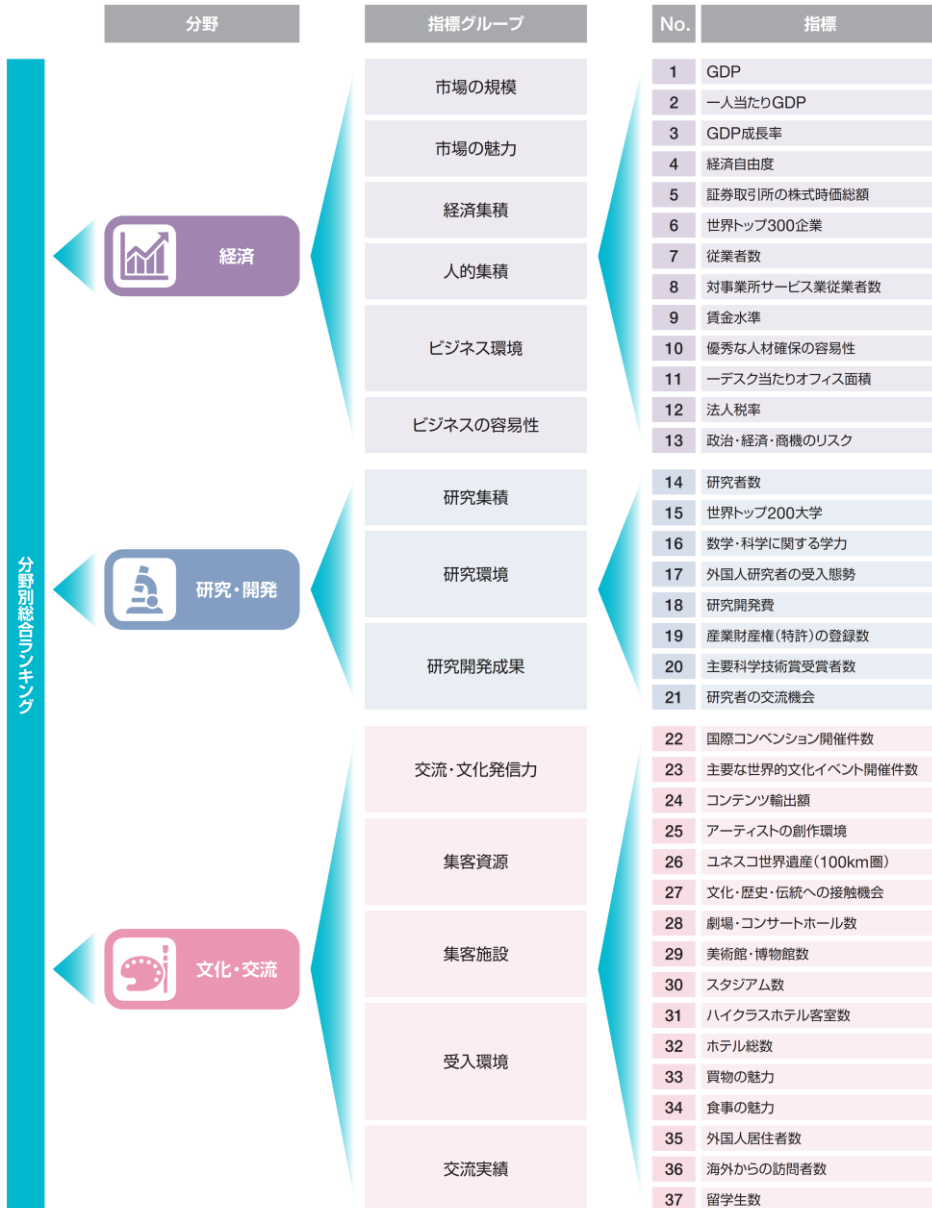 分野
指標グループ
No.
指標
分野別総合ランキング
経済
市場の規模
市場の魅力
経済集積
人的集積
ビジネス環境
ビジネスの容易性
1 GDP
2 一人当たりGDP
3 GDP成長率
4 経済自由度
5 証券取引所の株式時価総額
6 世界トップ300企業
7 従業者数
8 対事業所サービス業従業者数
9 賃金水準
10 優秀な人材確保の容易性
11 一デスク当たりオフィス面積
12 法人税率
13 政治・経済・商機のリスク
研究・開発
研究集積
研究環境
研究開発成果
14 研究者数
15 世界トップ200大学
16 数学・科学に関する学力
17 外国人研究者の受入態勢
18 研究開発費
19 産業財産権(特許)の登録数
20 主要科学技術賞受賞者数
21 研究者の交流機会
文化・交流
交流・文化発信力
集客資源
集客施設
受入環境
交流実績
22 国際コンベンション開催件数
23 主要な世界的文化イベント開催件数
24 コンテンツ輸出額
25 アーティストの創作環境
26 ユネスコ世界遺産(100km圏)
27 文化・歴史・伝統への接触機会
28 劇場・コンサートホール数
29 美術館・博物館数
30 スタジアム数
31 ハイクラスホテル客室数
32 ホテル総数
33 買物の魅力
34 食事の魅力
35 外国人居住者数
36 海外からの訪問者数
37 留学生数